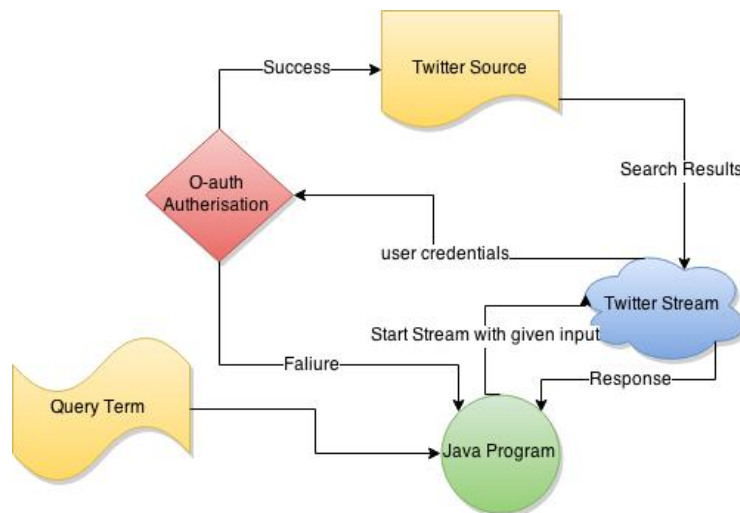 Success
Twitter Source
O-auth
Autherisation
Search Results
user credentials
Twitter Stream
Start Stream with given input
Faliure
Response
Query Term
Java Program